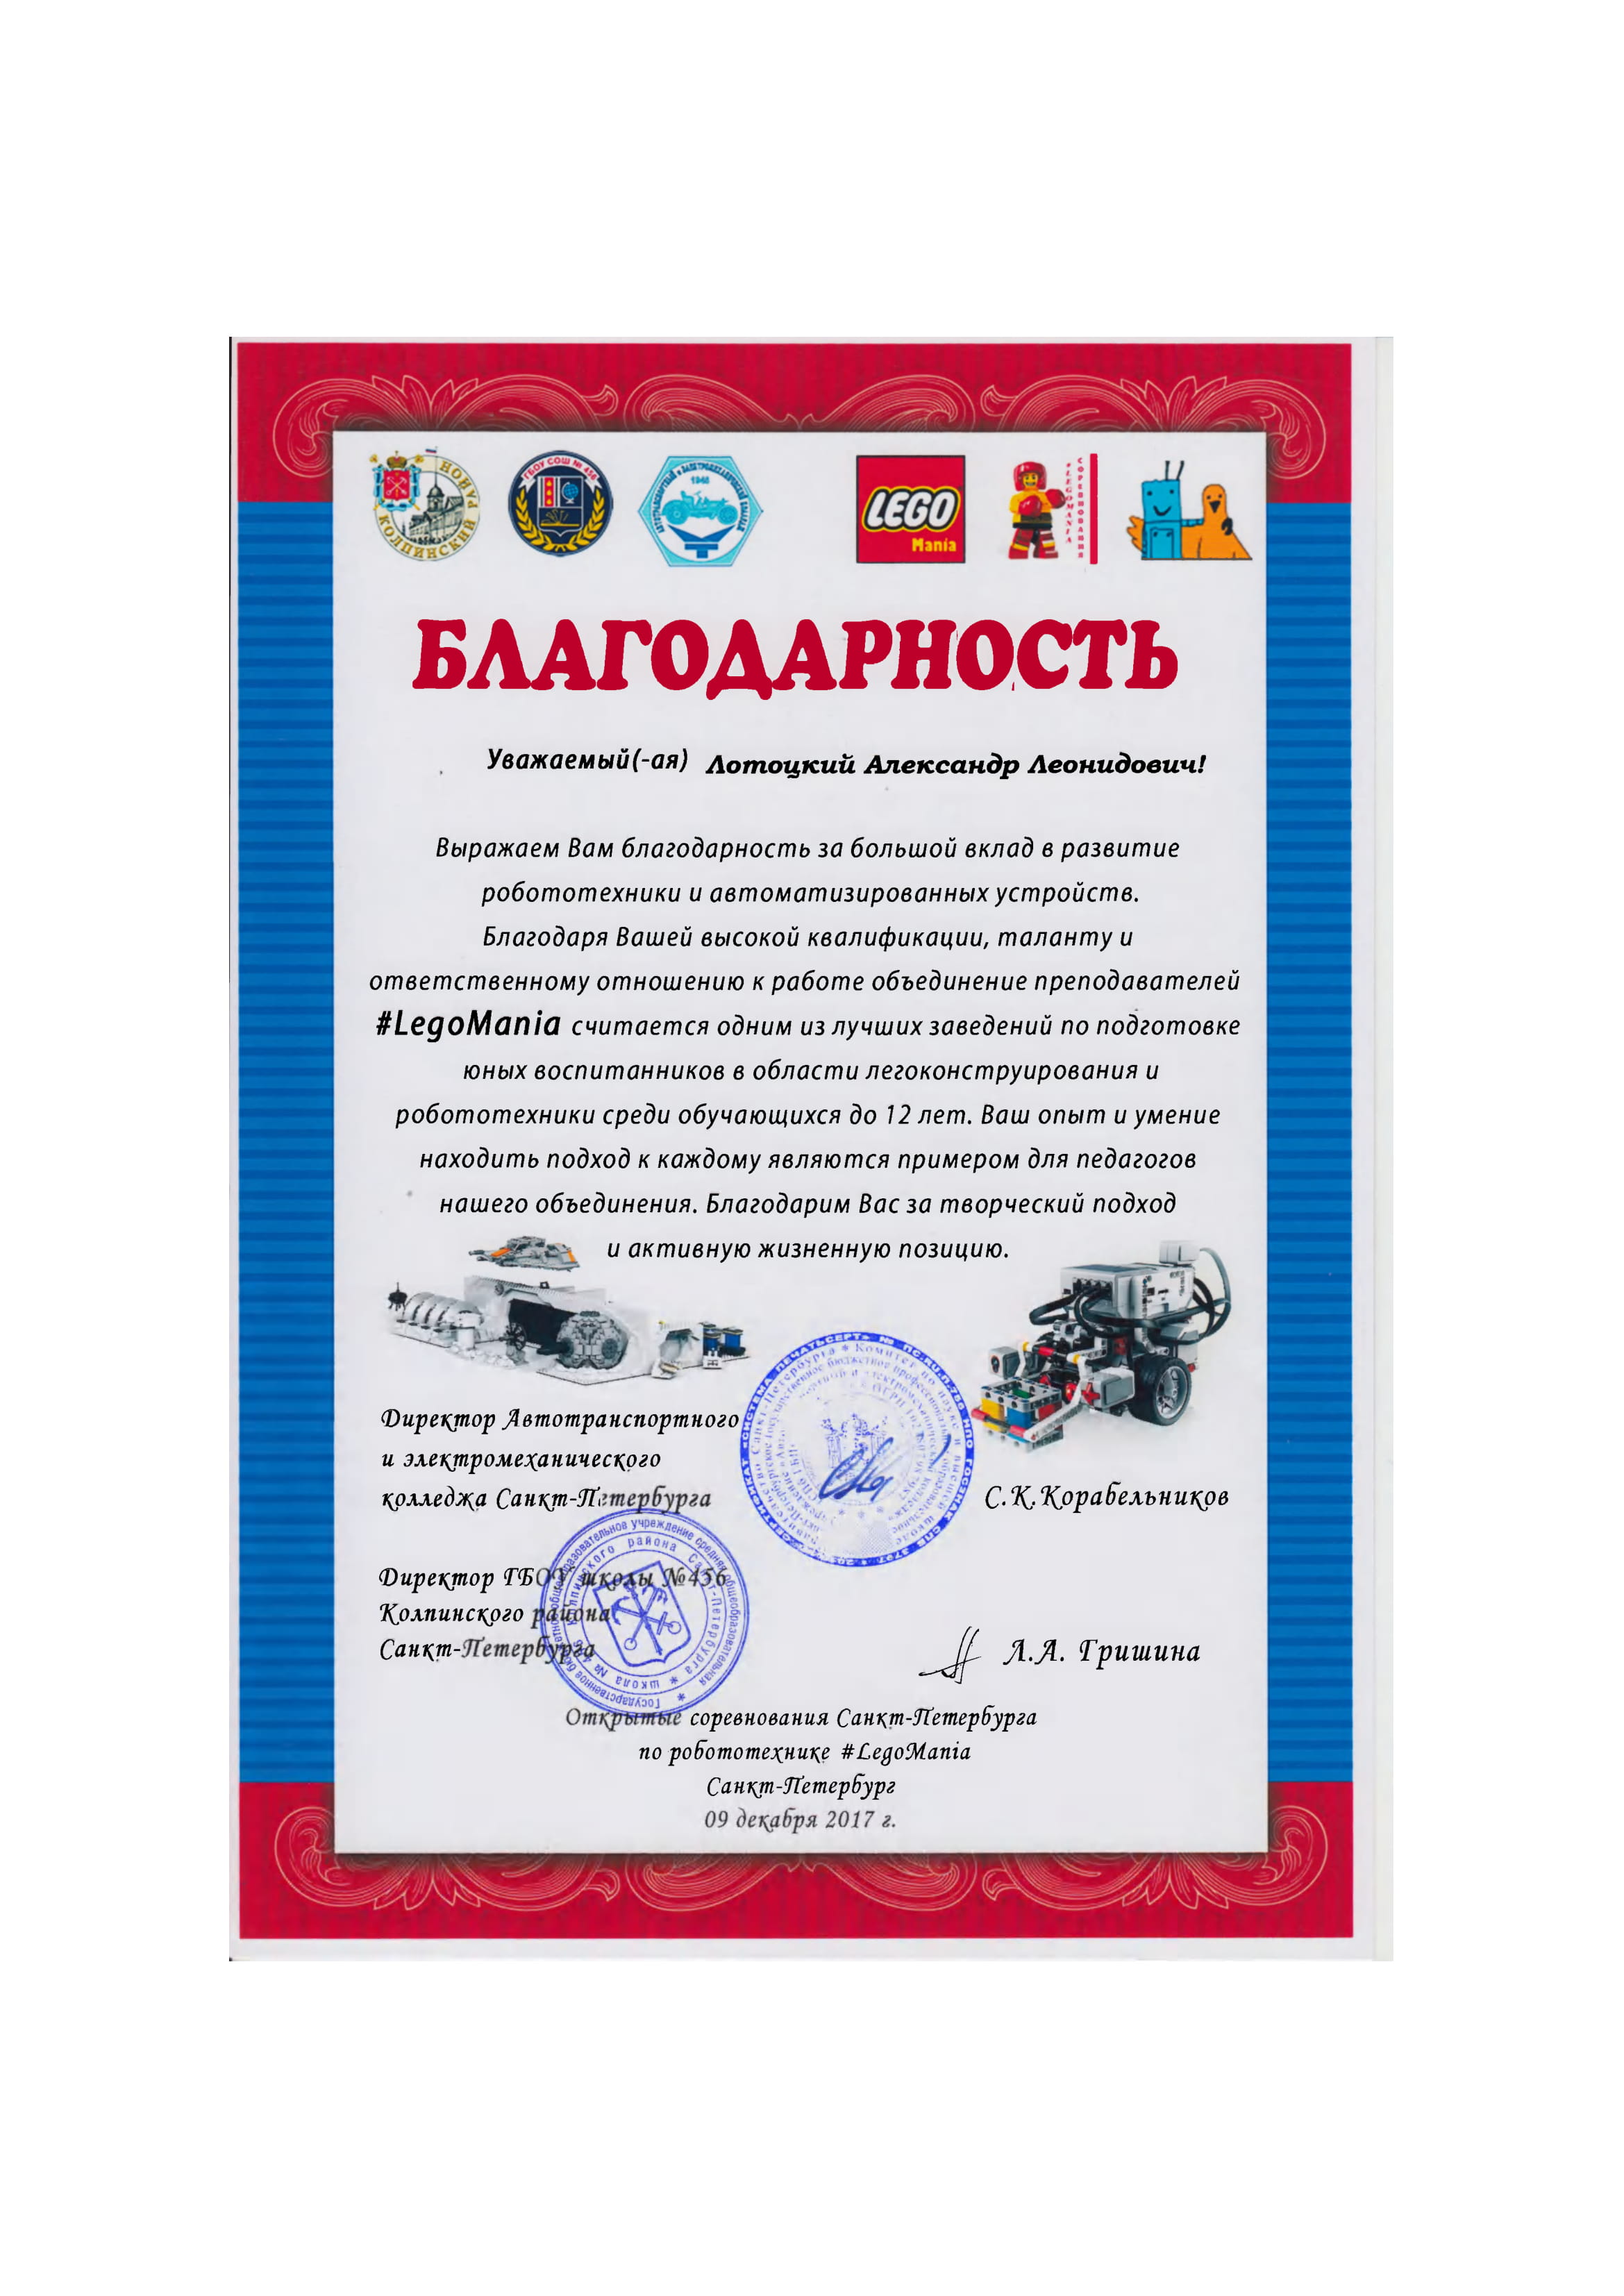 КОЛПИНСКИЙ РАЙОН
ГБОУ СОШ № 456
1945
LEGO
Mania
#LEGOMANIA
СОРЕВНОВАНИЯ
БЛАГОДАРНОСТЬ
Уважаемый(-ая) Лотоцкий Александр Леонидович!
Выражаем Вам благодарность за большой вклад в развитие
робототехники и автоматизированных устройств.
Благодаря Вашей высокой квалификации, таланту и
ответственному отношению к работе объединение преподавателей
#LegoMania считается одним из лучших заведений по подготовке
юных воспитанников в области легоконструирования и
робототехники среди обучающихся до 12 лет. Ваш опыт и умение
находить подход к каждому являются примером для педагогов
нашего объединения. Благодарим Вас за творческий подход
и активную жизненную позицию.
Директор Автотранспортного
и электромеханического
колледжа Санкт-Петербурга
С.К.Корабельников
Директор ГБОУ школы №456
Колпинского района
Санкт-Петербурга
Л.А. Гришина
Открытые соревнования Санкт-Петербурга
по робототехнике #LegoMania
Санкт-Петербург
09 декабря 2017 г.